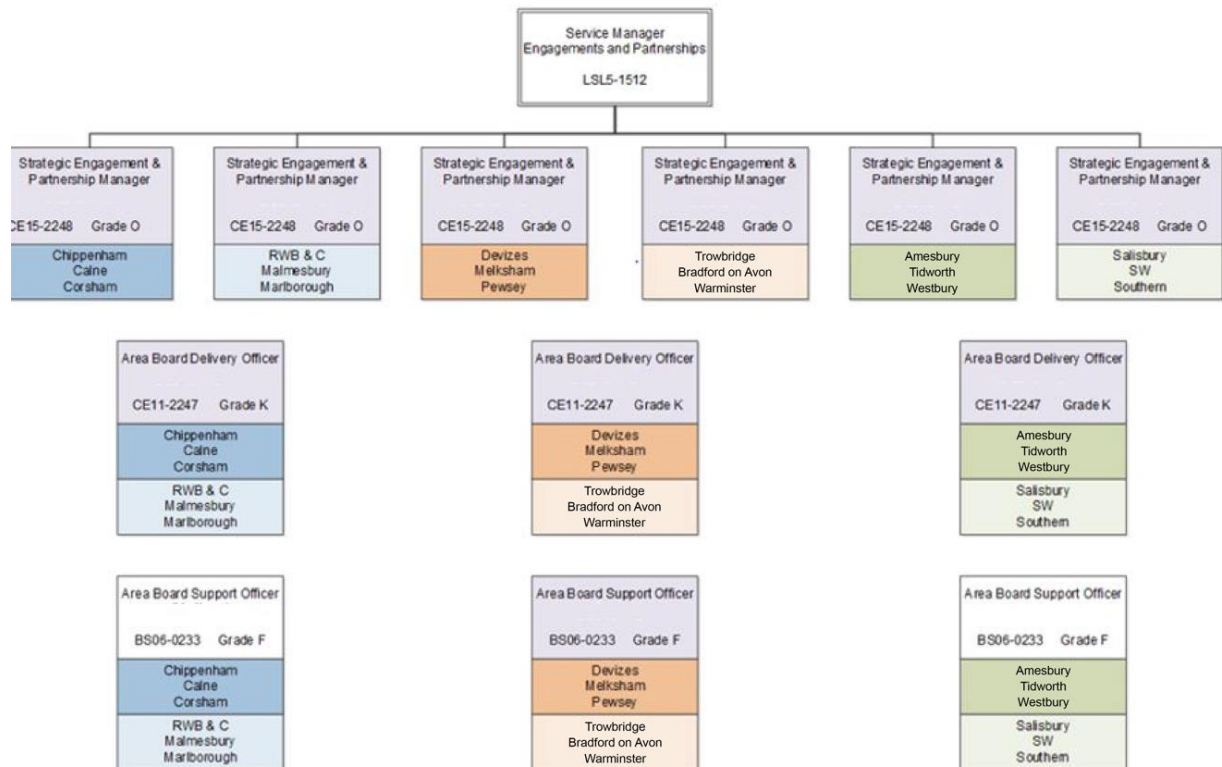 Service Manager
Engagements and Partnerships
LSL5-1512
Strategic Engagement &
Partnership Manager
CE15-2248 Grade O
Chippenham
Calne
Corsham
Strategic Engagement &
Partnership Manager
CE15-2248 Grade O
RWB & C
Malmesbury
Marlborough
Strategic Engagement &
Partnership Manager
CE15-2248 Grade O
Devizes
Melksham
Pewsey
Strategic Engagement &
Partnership Manager
CE15-2248 Grade O
Trowbridge
Bradford on Avon
Warminster
Strategic Engagement &
Partnership Manager
CE15-2248 Grade O
Amesbury
Tidworth
Westbury
Strategic Engagement &
Partnership Manager
CE15-2248 Grade O
Salisbury
SW
Southern
Area Board Delivery Officer
CE11-2247 Grade K
Chippenham
Calne
Corsham
RWB & C
Malmesbury
Marlborough
Area Board Delivery Officer
CE11-2247 Grade K
Devizes
Melksham
Pewsey
Trowbridge
Bradford on Avon
Warminster
Area Board Delivery Officer
CE11-2247 Grade K
Amesbury
Tidworth
Westbury
Salisbury
SW
Southern
Area Board Support Officer
BS06-0233 Grade F
Chippenham
Calne
Corsham
RWB & C
Malmesbury
Marlborough
Area Board Support Officer
BS06-0233 Grade F
Devizes
Melksham
Pewsey
Trowbridge
Bradford on Avon
Warminster
Area Board Support Officer
BS06-0233 Grade F
Amesbury
Tidworth
Westbury
Salisbury
SW
Southern